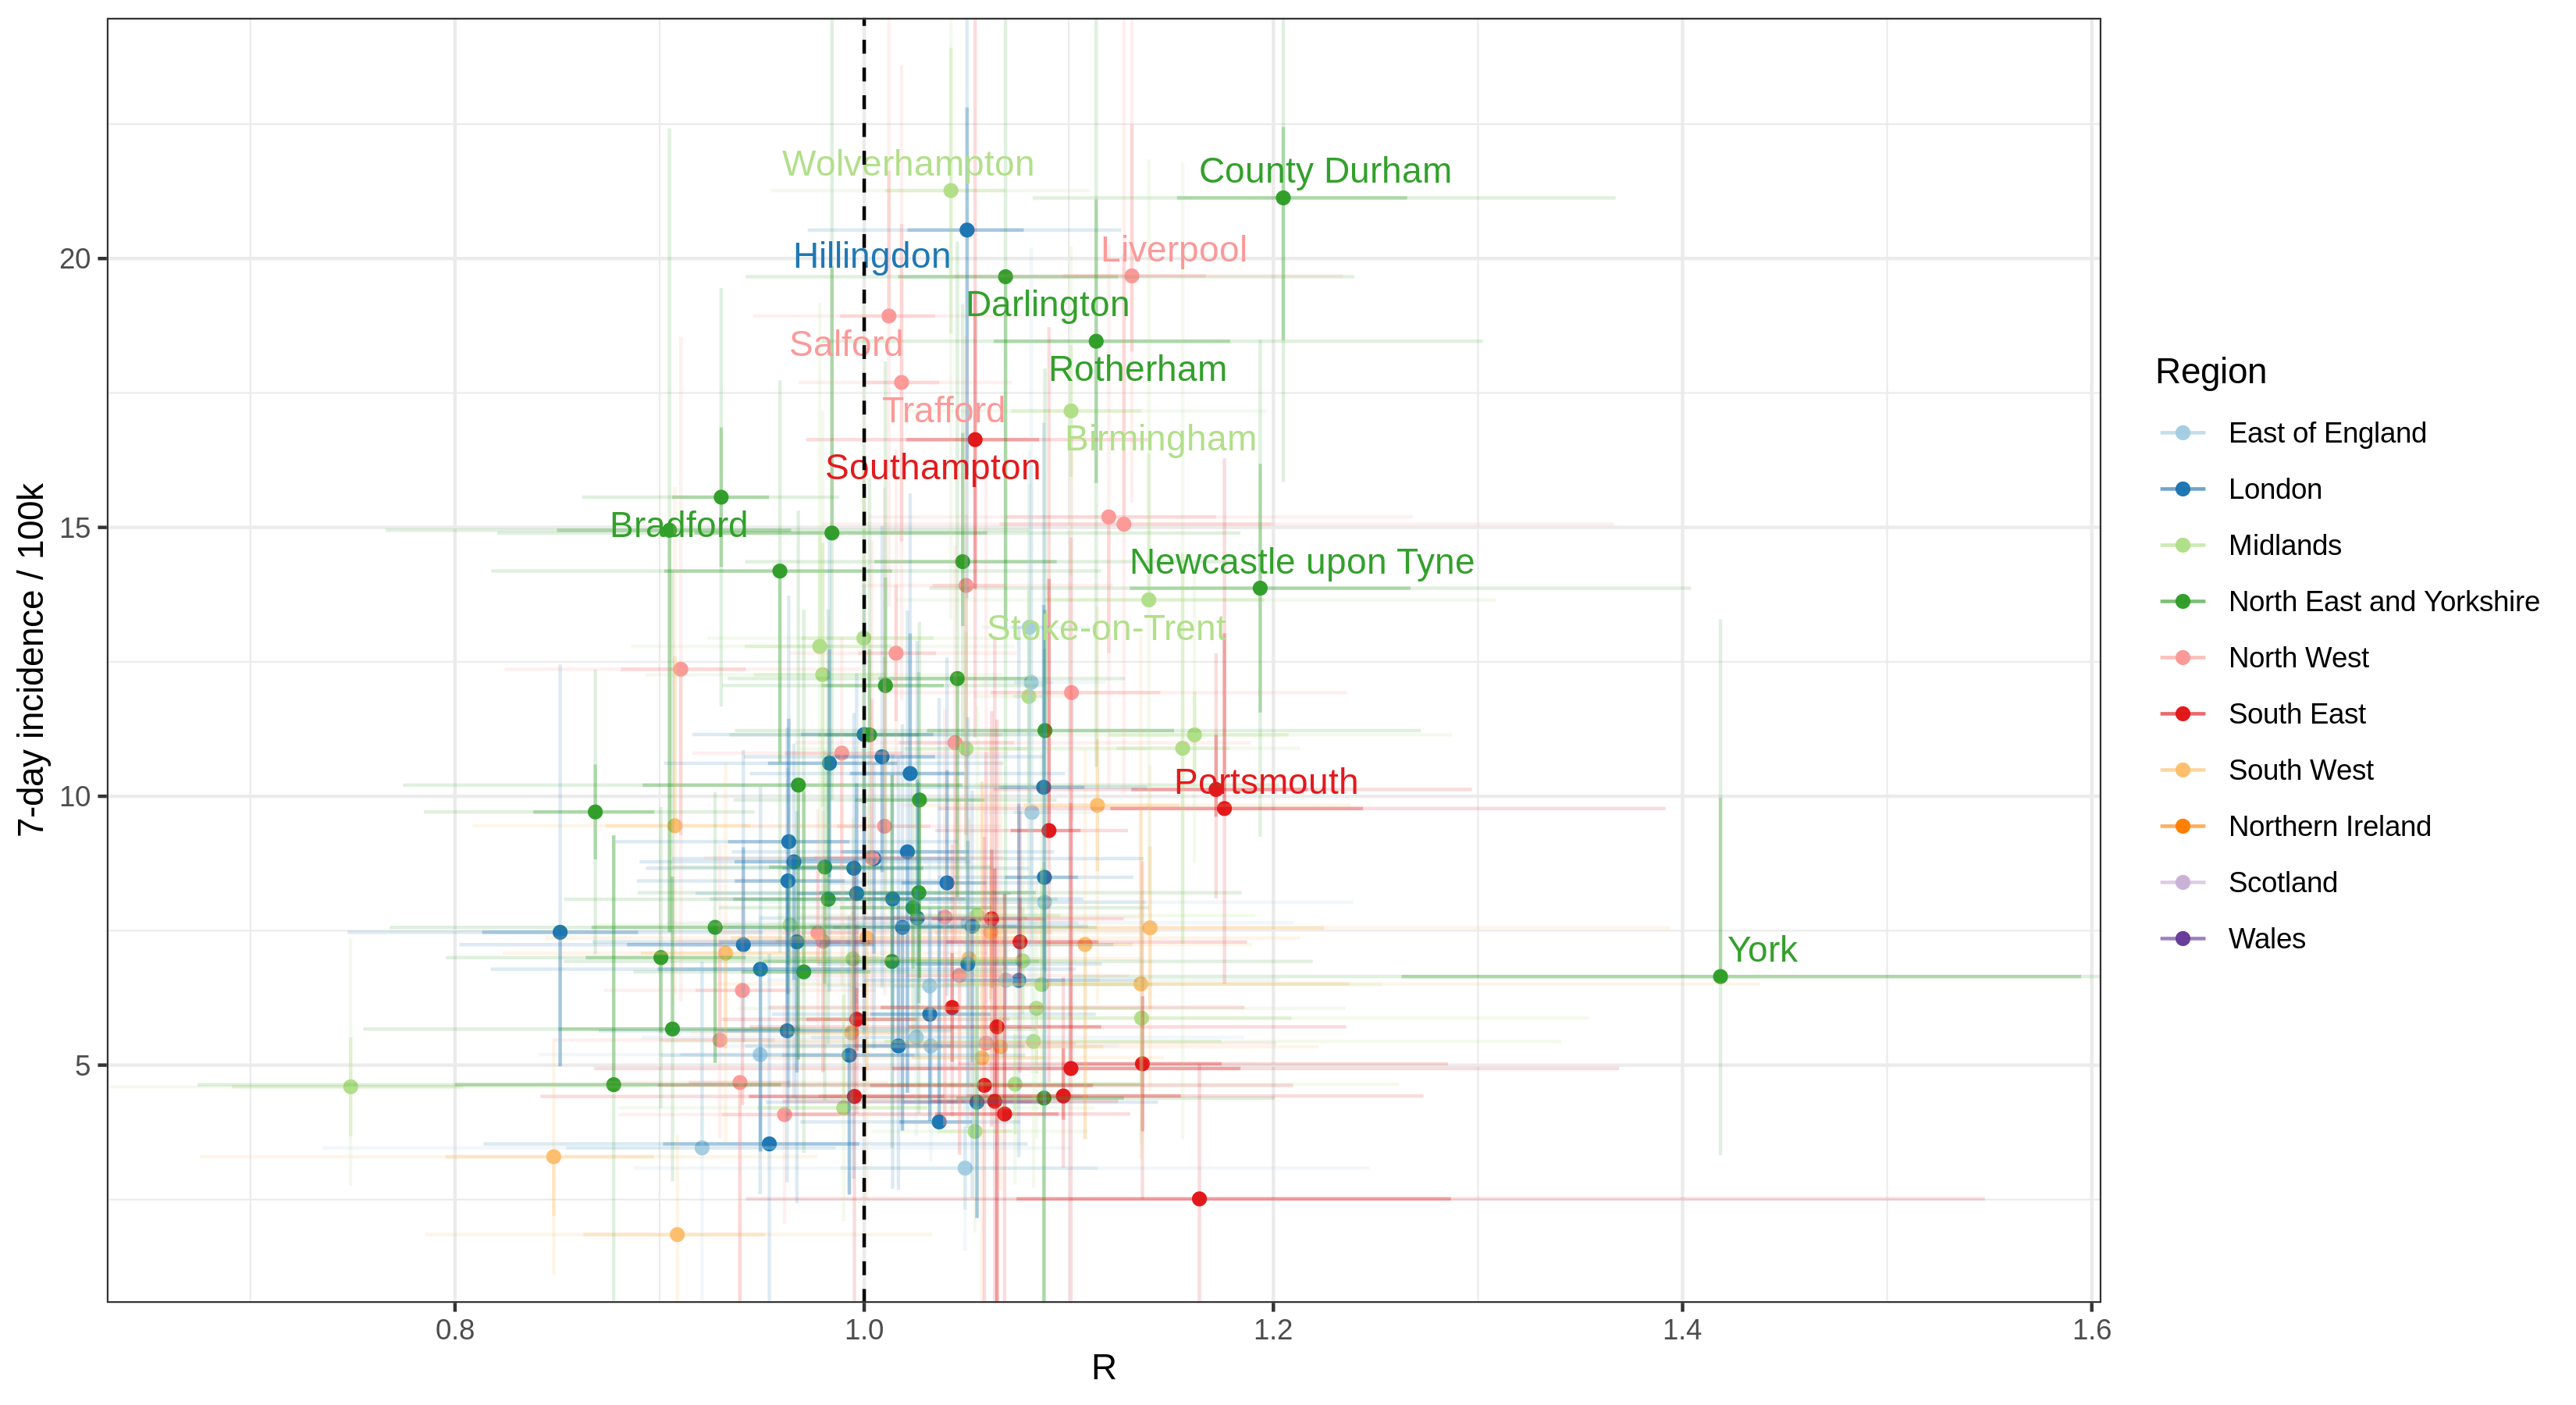 Wolverhampton
County Durham
Hillingdon
Liverpool
Darlington
Salford
Rotherham
Trafford
Birmingham
Southampton
Bradford
Newcastle upon Tyne
Stoke-on-Trent
Portsmouth
York
20
15
10
5
7-day incidence / 100k
0.8
1.0
1.2
1.4
1.6
R
Region
East of England
London
Midlands
North East and Yorkshire
North West
South East
South West
Northern Ireland
Scotland
Wales